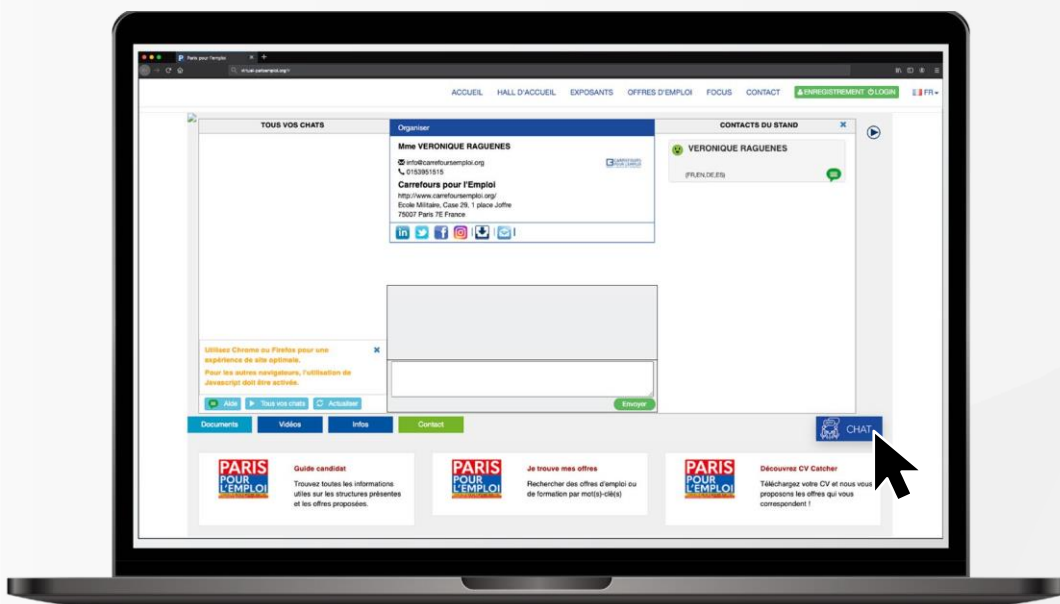 Paris pour l'emploi
ACCUEIL HALL D'ACCUEIL EXPOSANTS OFFRES D'EMPLOI FOCUS CONTACT ENREGISTREMENT LOGIN FR
TOUS VOS CHATS
Organiser
CONTACTS DU STAND
Mme VERONIQUE RAGUENES
info@carrefoursemploi.org
0153951515
Carrefours pour l'Emploi
http://www.carrefoursemploi.org/
Ecole Militaire, Case 29, 1 place Joffre
75007 Paris 7E France
VERONIQUE RAGUENES
(FR,EN,DE,ES)
Utilisez Chrome ou Firefox pour une
expérience de site optimale.
Pour les autres navigateurs, l'utilisation de
Javascript doit être activée.
Aide Tous vos chats Actualiser
Envoyer
Documents Vidéos Infos Contact
CHAT
PARIS
POUR
L'EMPLOI
Guide candidat
Trouvez toutes les informations
utiles sur les structures présentes
et les offres proposées.
PARIS
POUR
L'EMPLOI
Je trouve mes offres
Rechercher des offres d'emploi ou
de formation par mot(s)-clé(s)
PARIS
POUR
L'EMPLOI
Découvrez CV Catcher
Téléchargez votre CV et nous vous
proposons les offres qui vous
correspondent !